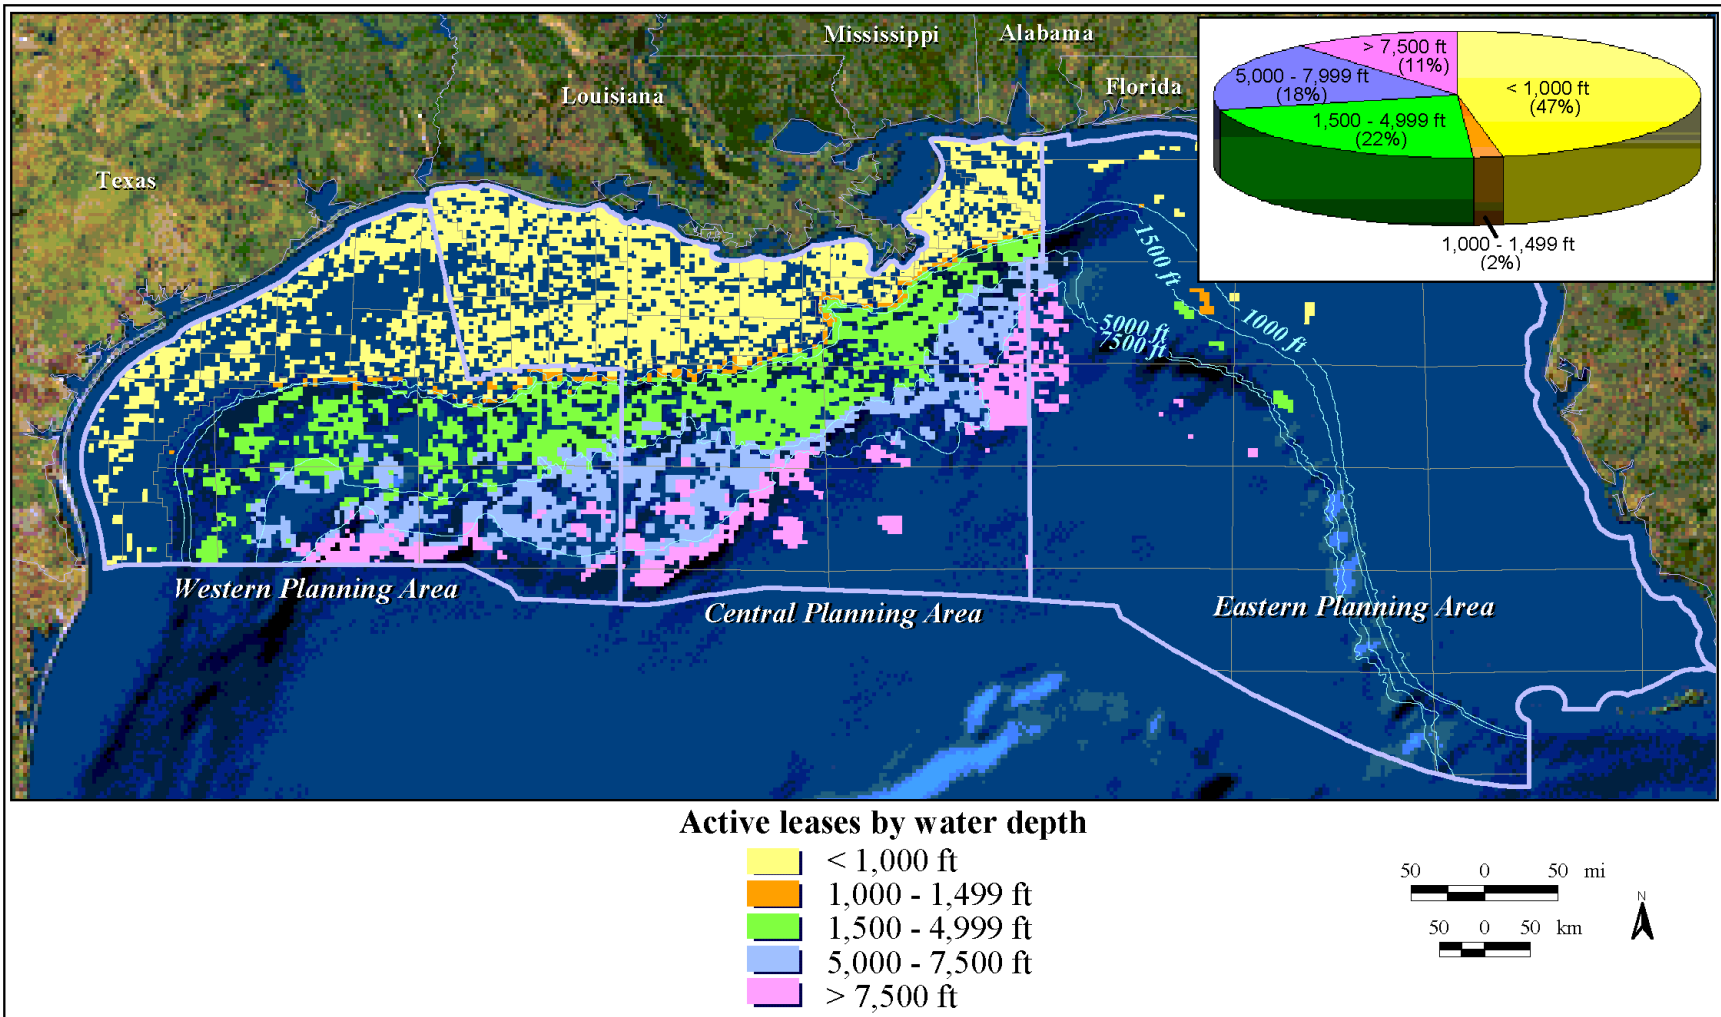 Mississippi
Alabama
Louisiana
Florida
Texas
> 7,500 ft
(11%)
5,000 - 7,999 ft
(18%)
< 1,000 ft
(47%)
1,500 - 4,999 ft
(22%)
1,000 - 1,499 ft
(2%)
1500 ft
1000 ft
5000 ft
7500 ft
Western Planning Area
Central Planning Area
Eastern Planning Area
Active leases by water depth
< 1,000 ft
1,000 - 1,499 ft
1,500 - 4,999 ft
5,000 - 7,500 ft
> 7,500 ft
50 0 50 mi
50 0 50 km
N